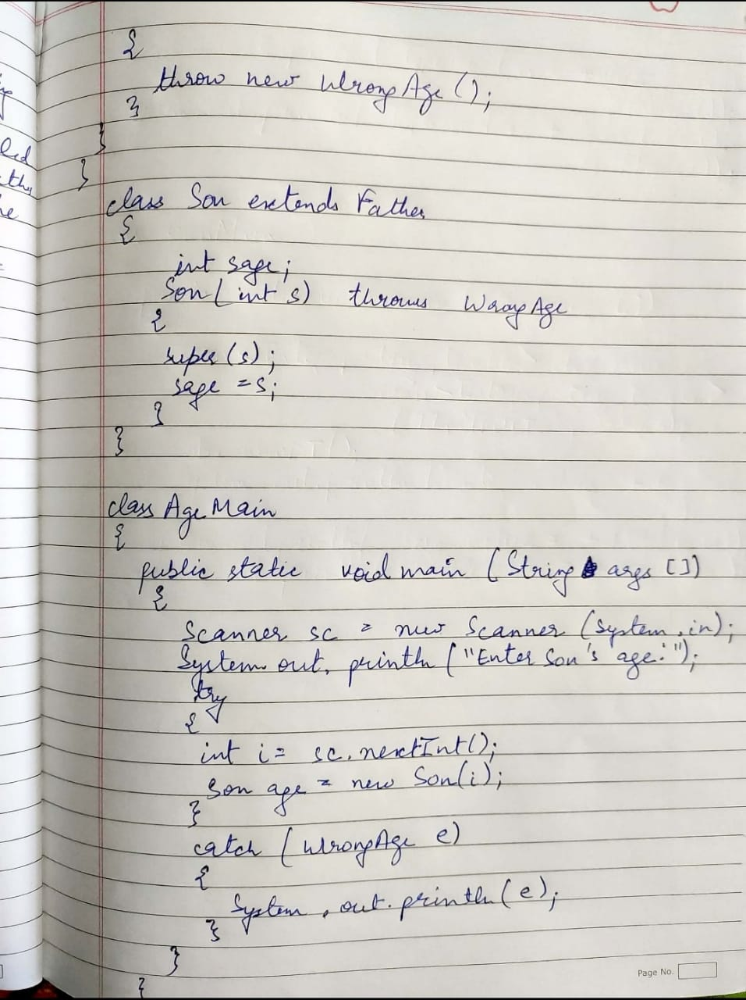 {
throw new WrongAge();
}
}
}
class Son extends Father
{
int sage;
Son(int s) throws WrongAge
{
super(s);
sage = s;
}
}
class AgeMain
{
public static void main (String args [])
{
Scanner sc = new Scanner (System.in);
System.out.println ("Enter Son's age:");
try
{
int i = sc.nextInt();
Son age = new Son(i);
}
catch (WrongAge e)
{
System.out.println(e);
}
}
}
Page No.